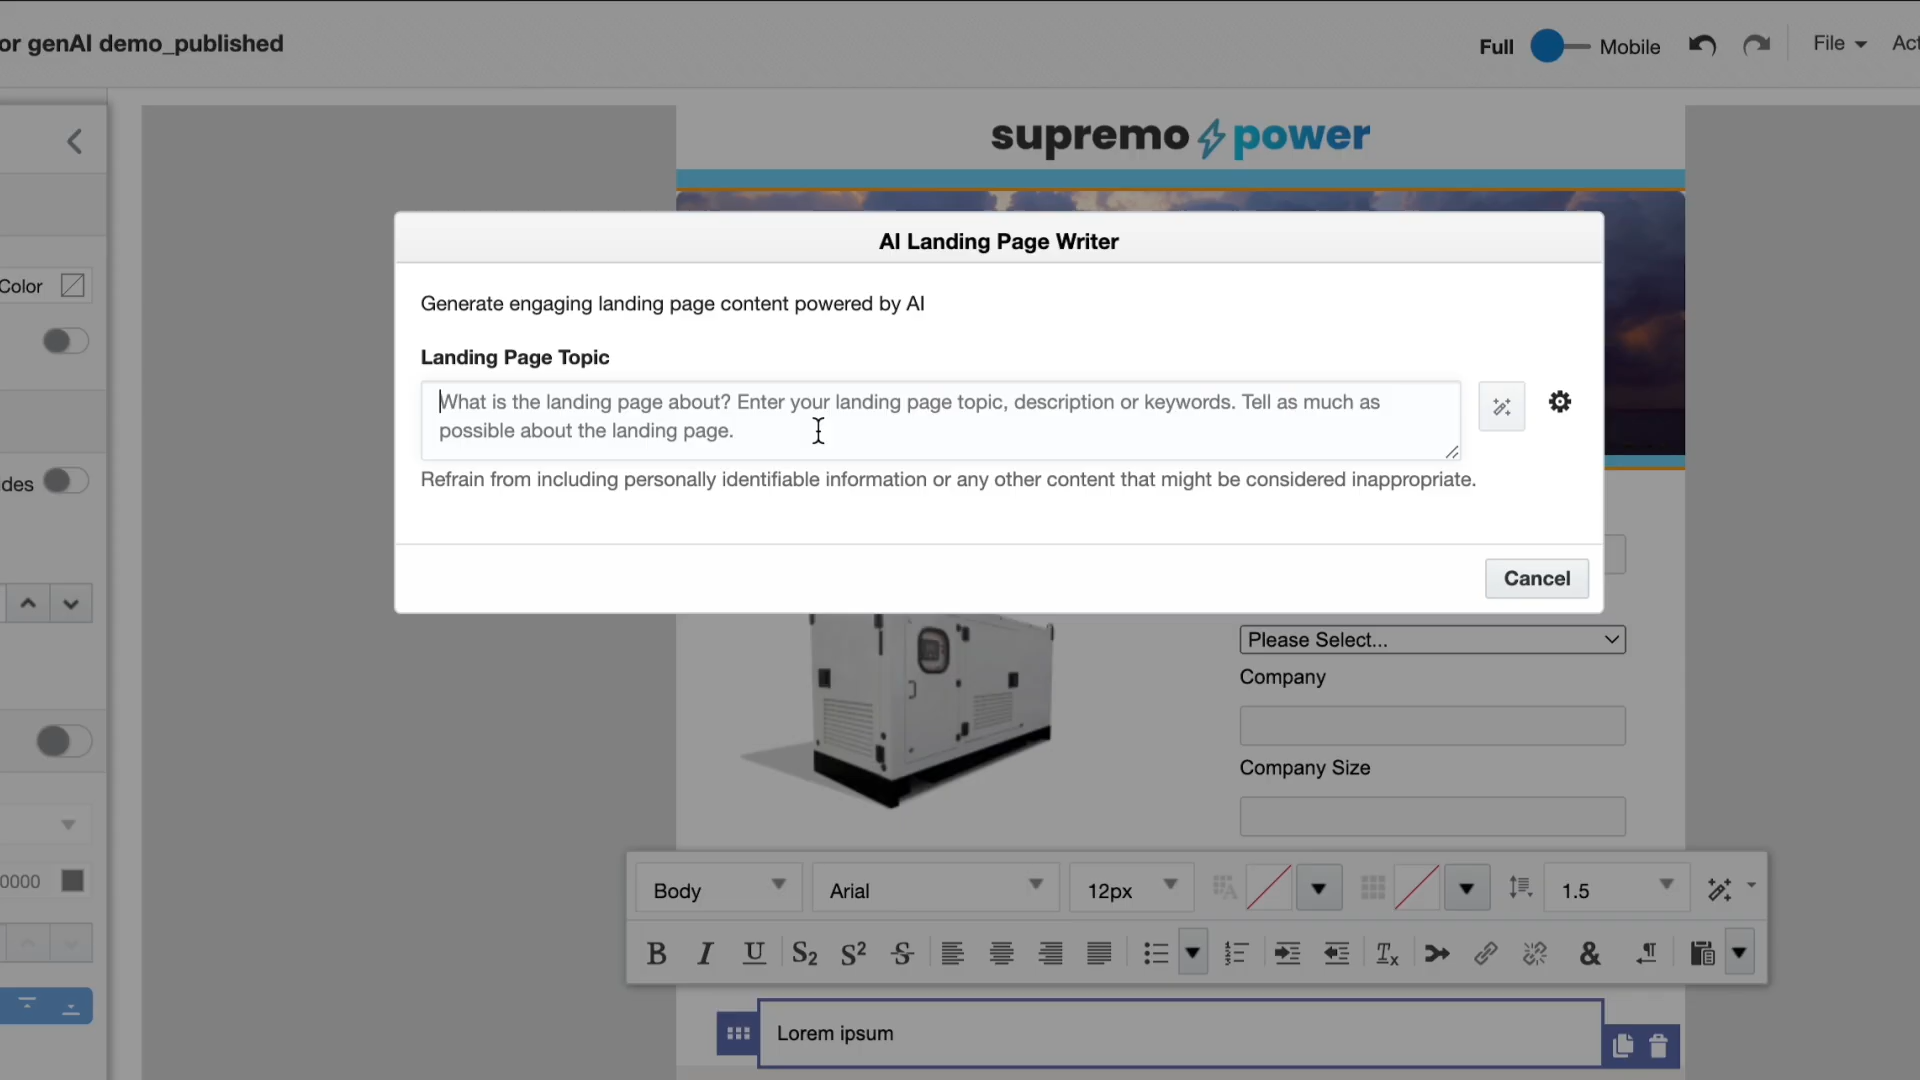 or genAI demo_published
Full
Mobile
File
Act
supremo power
AI Landing Page Writer
Generate engaging landing page content powered by AI
Landing Page Topic
What is the landing page about? Enter your landing page topic, description or keywords. Tell as much as
possible about the landing page.
Refrain from including personally identifiable information or any other content that might be considered inappropriate.
Cancel
Color
des
0000
Please Select...
Company
Company Size
Body
Arial
12px
1.5
B I U S2 S2 S
Tx
&
Lorem ipsum